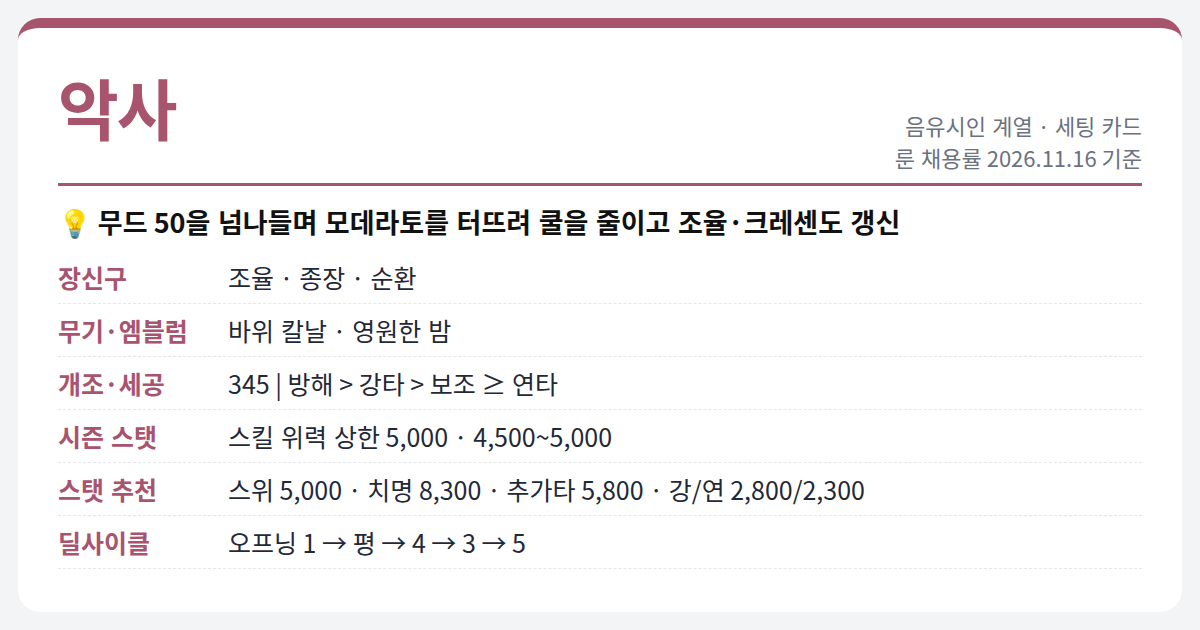 악사
음유시인 계열 · 세팅 카드
룬 채용률 2026.11.16 기준
💡 무드 50을 넘나들며 모데라토를 터뜨려 쿨을 줄이고 조율·크레센도 갱신
장신구 조율 · 종장 · 순환
무기·엠블럼 바위 칼날 · 영원한 밤
개조·세공 345 | 방해 > 강타 > 보조 ≥ 연타
시즌 스탯 스킬 위력 상한 5,000 · 4,500~5,000
스탯 추천 스위 5,000 · 치명 8,300 · 추가타 5,800 · 강/연 2,800/2,300
딜사이클 오프닝 1 → 평 → 4 → 3 → 5